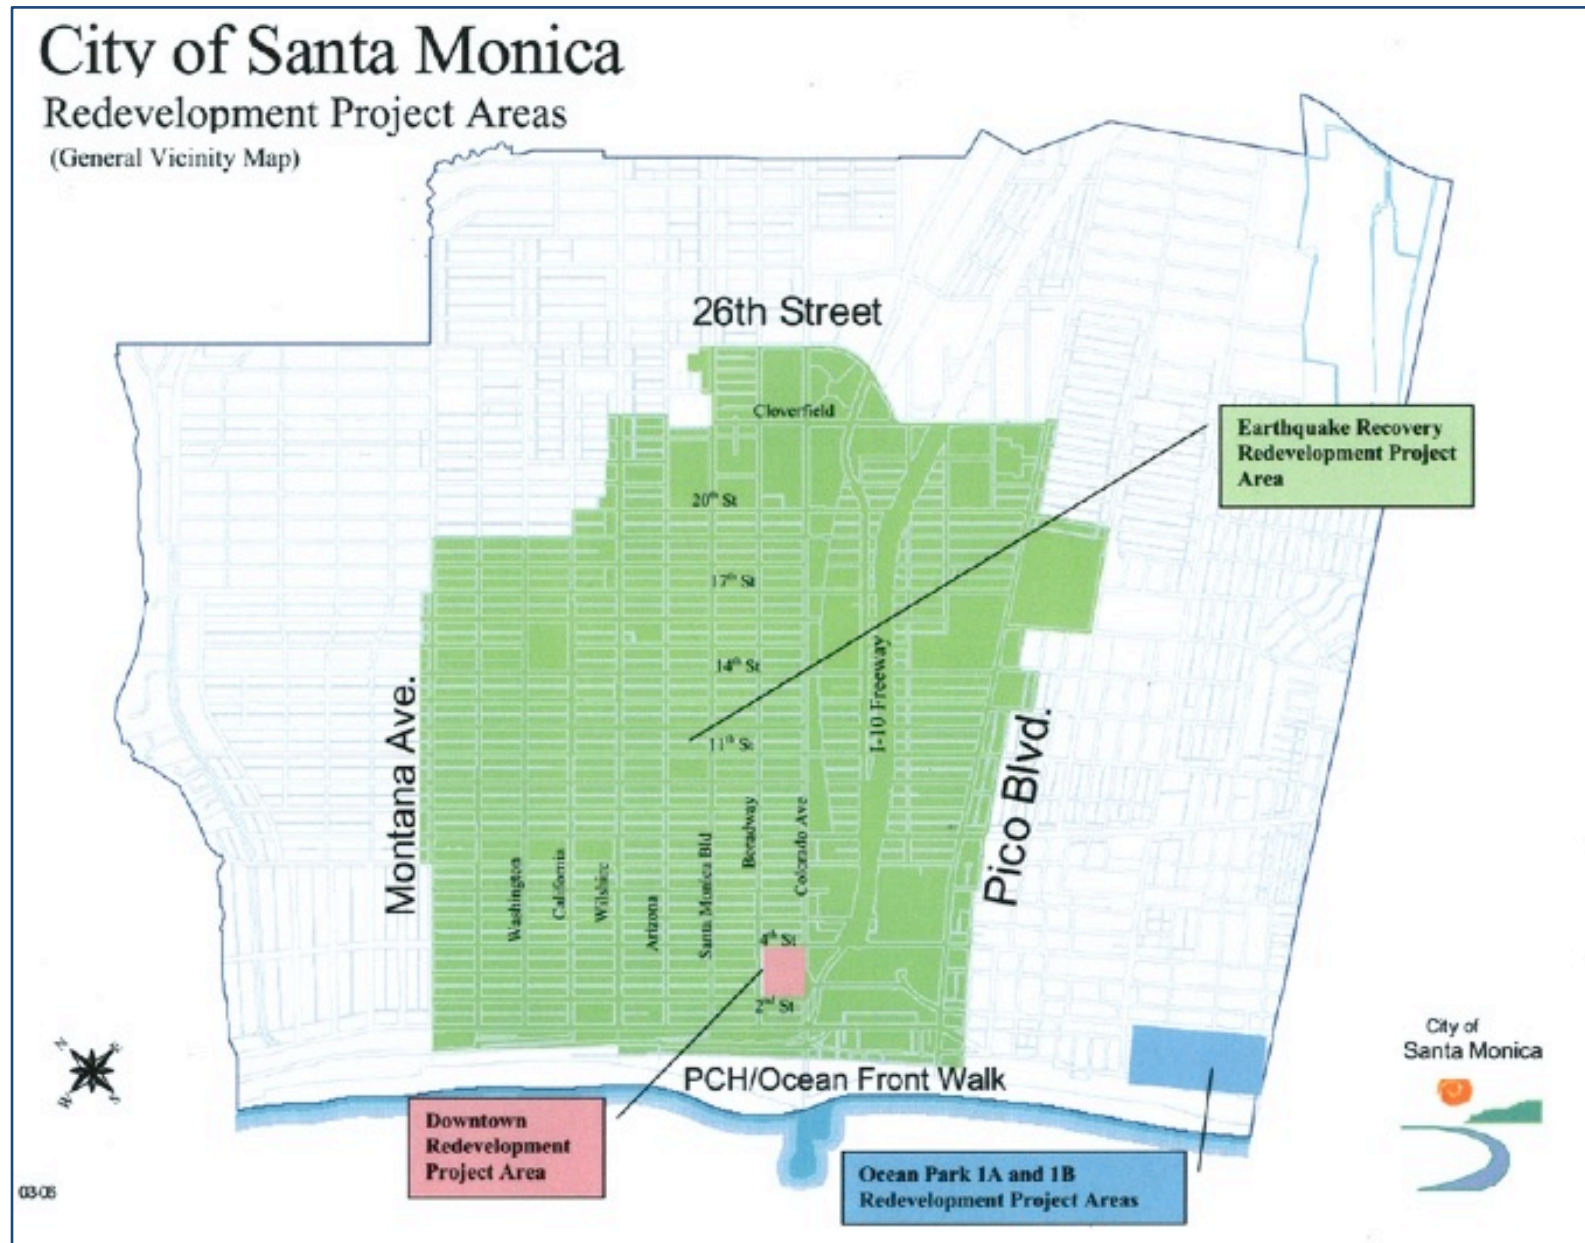 City of Santa Monica
Redevelopment Project Areas
(General Vicinity Map)
26th Street
Cloverfield
Earthquake Recovery
Redevelopment Project
Area
20th St
17th St
14th St
11th St
I-10 Freeway
Montana Ave.
Pico Blvd.
Washington
California
Wilshire
Arizona
Santa Monica Bld
Colorado Ave
4th St
2nd St
PCH/Ocean Front Walk
Downtown
Redevelopment
Project Area
Ocean Park 1A and 1B
Redevelopment Project Areas
City of
Santa Monica
N
E
S